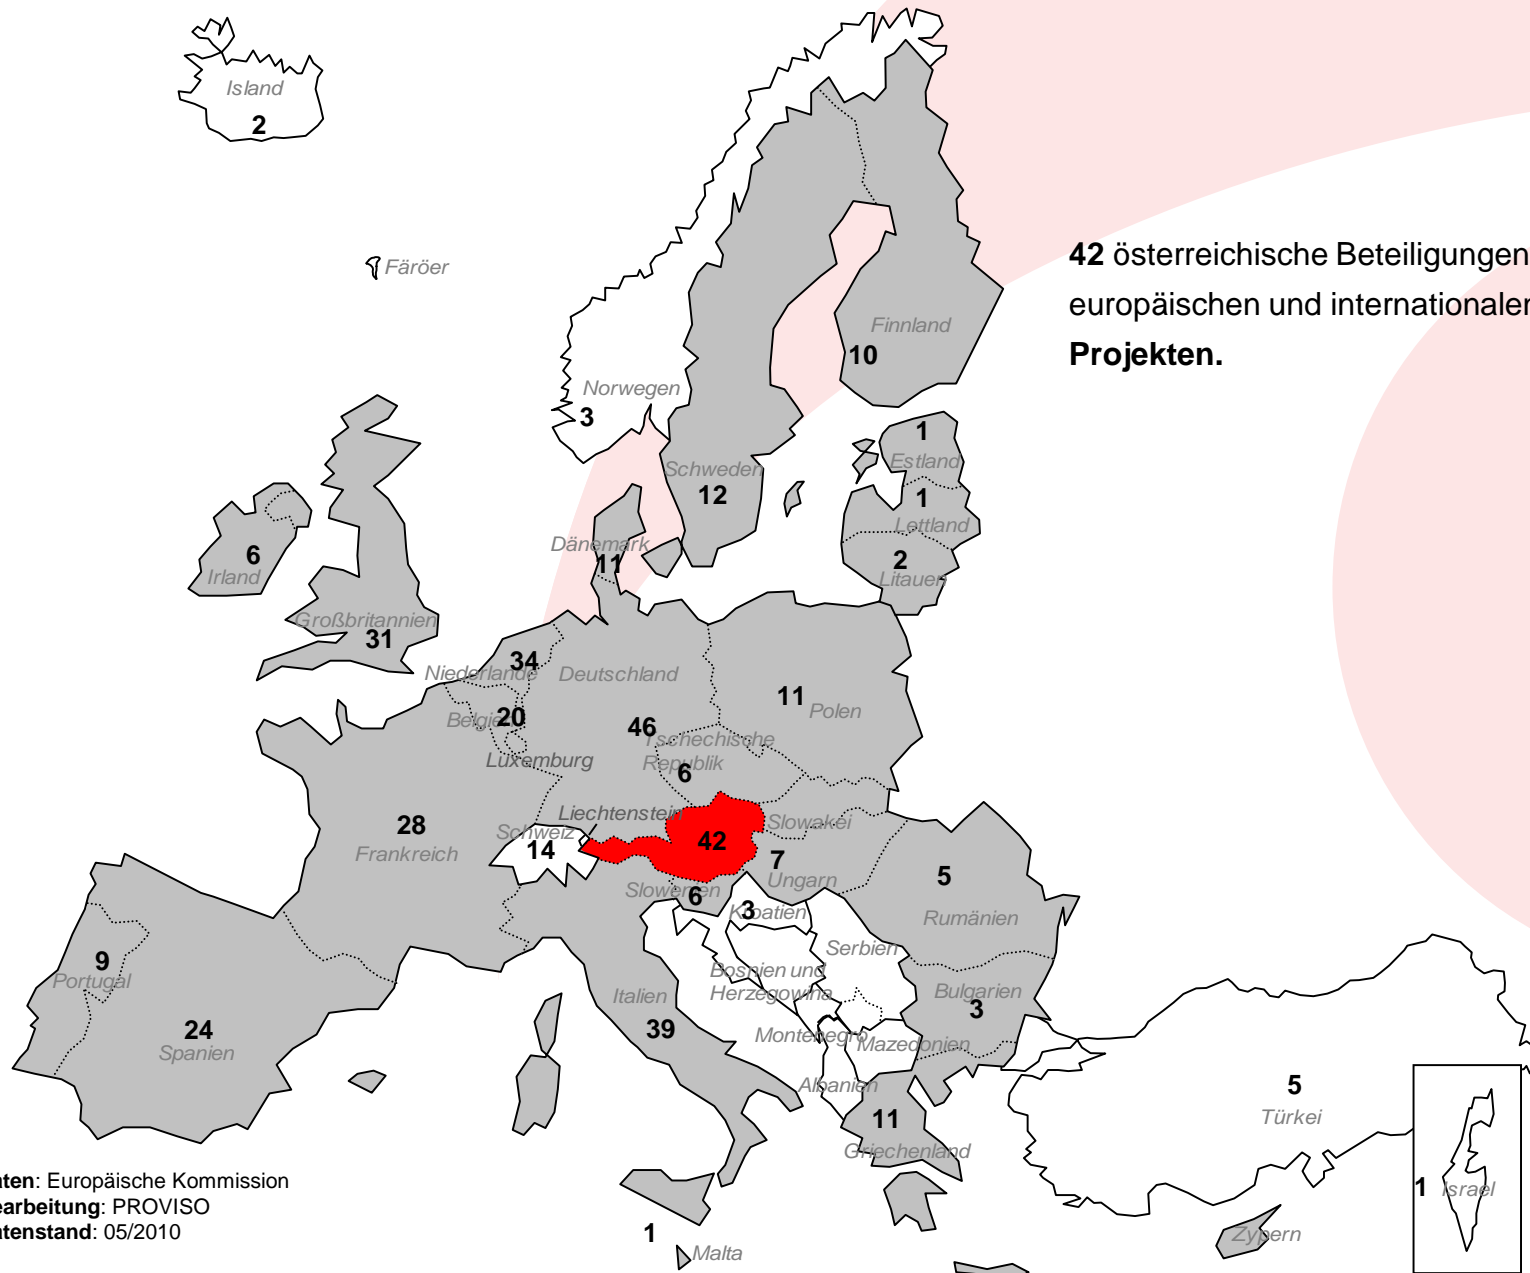 Island
2
Färöer
42 österreichische Beteiligungen
europäischen und internationalen
Projekten.
Finnland
10
Norwegen
3
1
Estland
Schweden
12
1
Lettland
Dänemark
11
6
Irland
2
Litauen
Großbritannien
31
34
Niederlande
Deutschland
11
Polen
Belgien
20
46
Tschechische
Republik
6
Luxemburg
Liechtenstein
Slowakei
28
Frankreich
Schweiz
14
42
7
Ungarn
5
Rumänien
Slowenien
6
3
Kroatien
Serbien
9
Portugal
Bosnien und
Herzegowina
Bulgarien
3
Italien
39
24
Spanien
Montenegro
Mazedonien
Albanien
5
Türkei
11
Griechenland
aten: Europäische Kommission
earbeitung: PROVISO
atenstand: 05/2010
1
Israel
1
Malta
Zypern